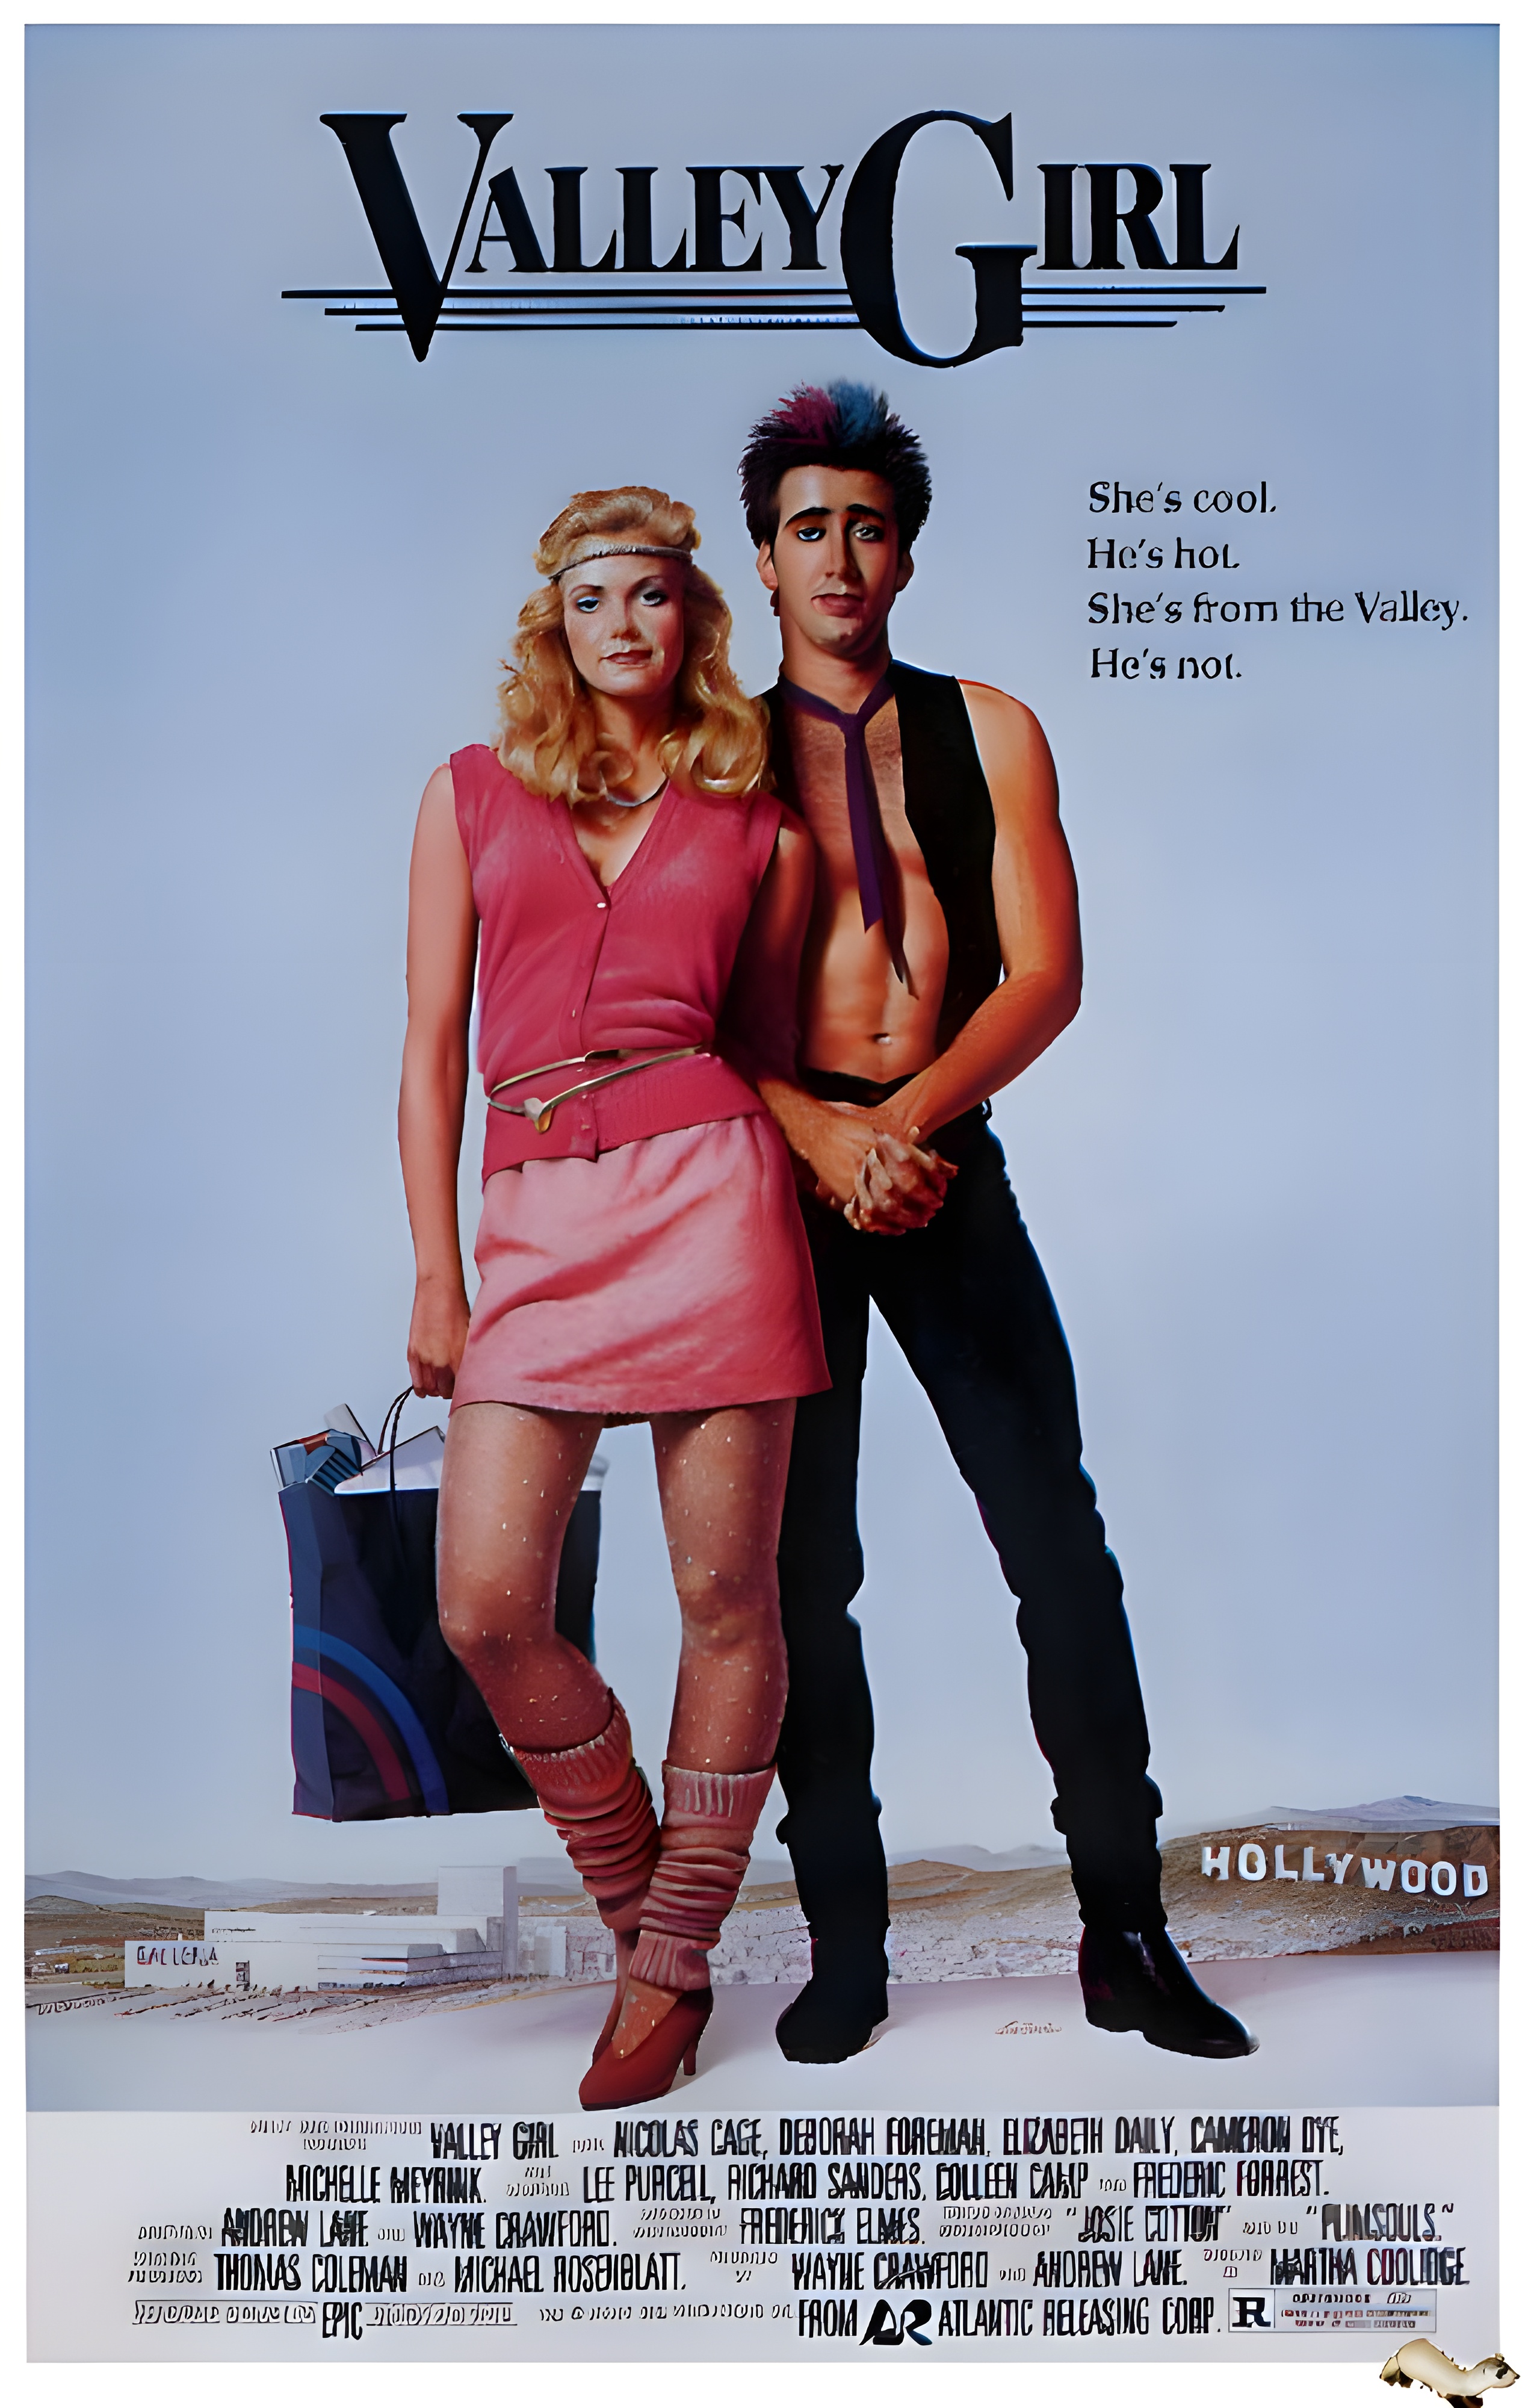 VALLEY GIRL
She's cool.
He's hot.
She's from the Valley.
He's not.
HOLLYWOOD
GALLERIA
VALLEY GIRL NICOLAS CAGE, DEBORAH FOREMAN, ELIZABETH DAILY, CAMERON DYE,
MICHELLE MEYRINK. LEE PURCELL, RICHARD SANDERS, COLLEEN CAMP FREDERIC FORREST.
ANDREW LANE WAYNE CRAWFORD. FREDERICK ELMES. "JOSIE COTTON" "PLIMSOULS."
THOMAS COLEMAN MICHAEL ROSENBLATT. WAYNE CRAWFORD ANDREW LANE. MARTHA COOLIDGE
EPIC FROM AR ATLANTIC RELEASING CORP. R